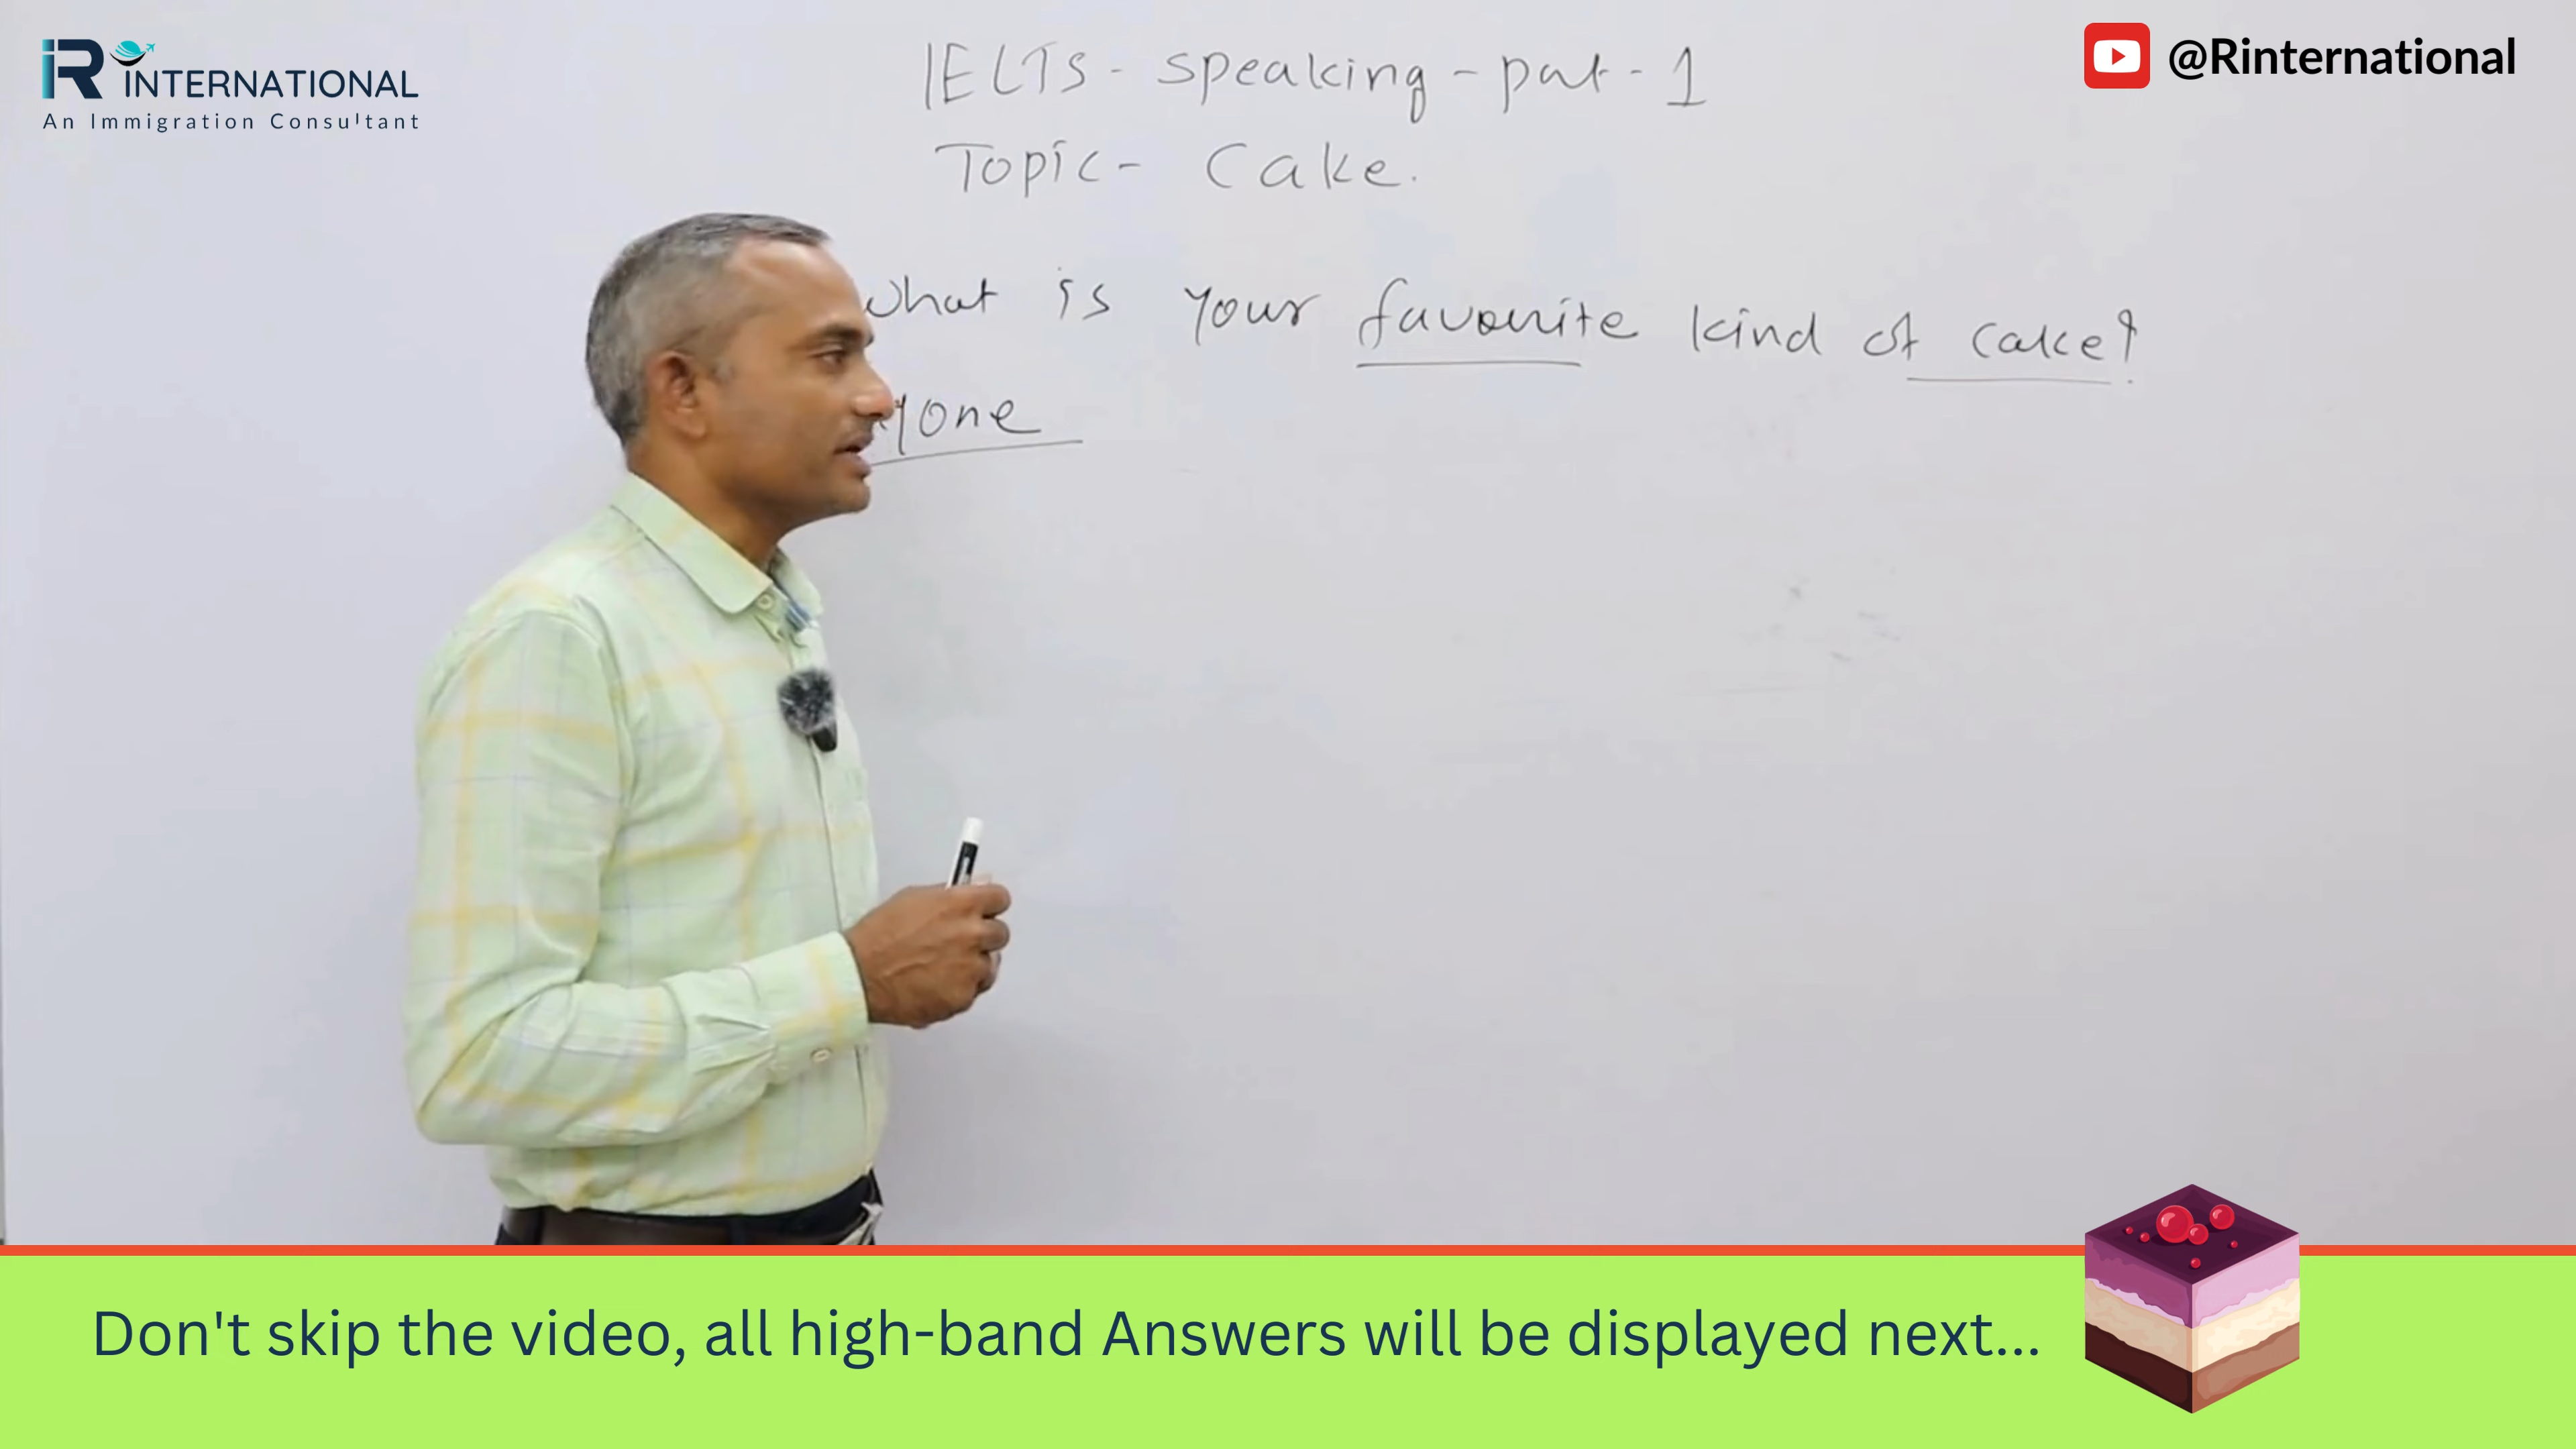 iR INTERNATIONAL
An Immigration Consultant
@Rinternational
IELTS - speaking - part - 1
Topic - Cake.
What is your favourite kind of cake?
yone
Don't skip the video, all high-band Answers will be displayed next...